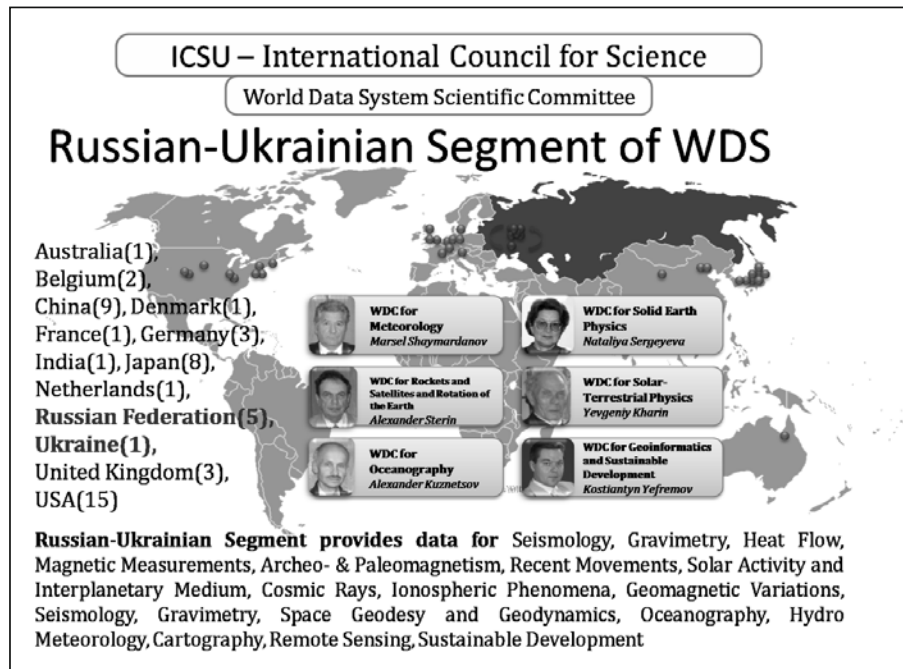 ICSU – International Council for Science
World Data System Scientific Committee
Russian-Ukrainian Segment of WDS
Australia(1),
Belgium(2),
China(9), Denmark(1),
France(1), Germany(3),
India(1), Japan(8),
Netherlands(1),
Russian Federation(5),
Ukraine(1),
United Kingdom(3),
USA(15)
WDC for
Meteorology
Marsel Shaymardanov
WDC for Solid Earth
Physics
Nataliya Sergeyeva
WDC for Rockets and
Satellites and Rotation of
the Earth
Alexander Sterin
WDC for Solar-
Terrestrial Physics
Yevgeniy Kharin
WDC for
Oceanography
Alexander Kuznetsov
WDC for Geoinformatics
and Sustainable
Development
Kostiantyn Yefremov
Russian-Ukrainian Segment provides data for Seismology, Gravimetry, Heat Flow,
Magnetic Measurements, Archeo- & Paleomagnetism, Recent Movements, Solar Activity and
Interplanetary Medium, Cosmic Rays, Ionospheric Phenomena, Geomagnetic Variations,
Seismology, Gravimetry, Space Geodesy and Geodynamics, Oceanography, Hydro
Meteorology, Cartography, Remote Sensing, Sustainable Development